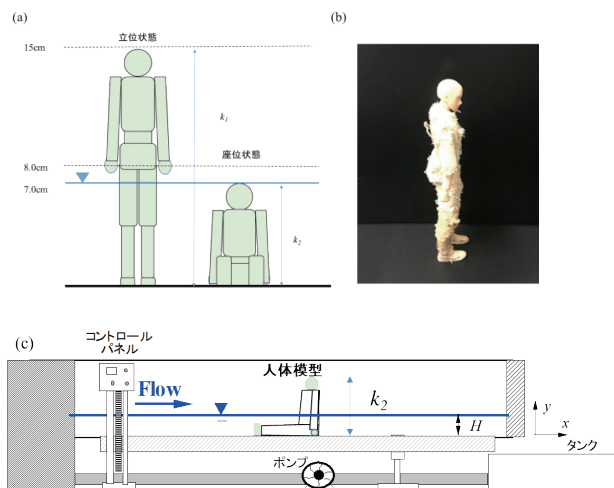 (a)
(b)
立位状態
15cm
k1
8.0cm
座位状態
7.0cm
k2
(c)
コントロール
パネル
Flow
人体模型
k2
H
y
x
タンク
ポンプ